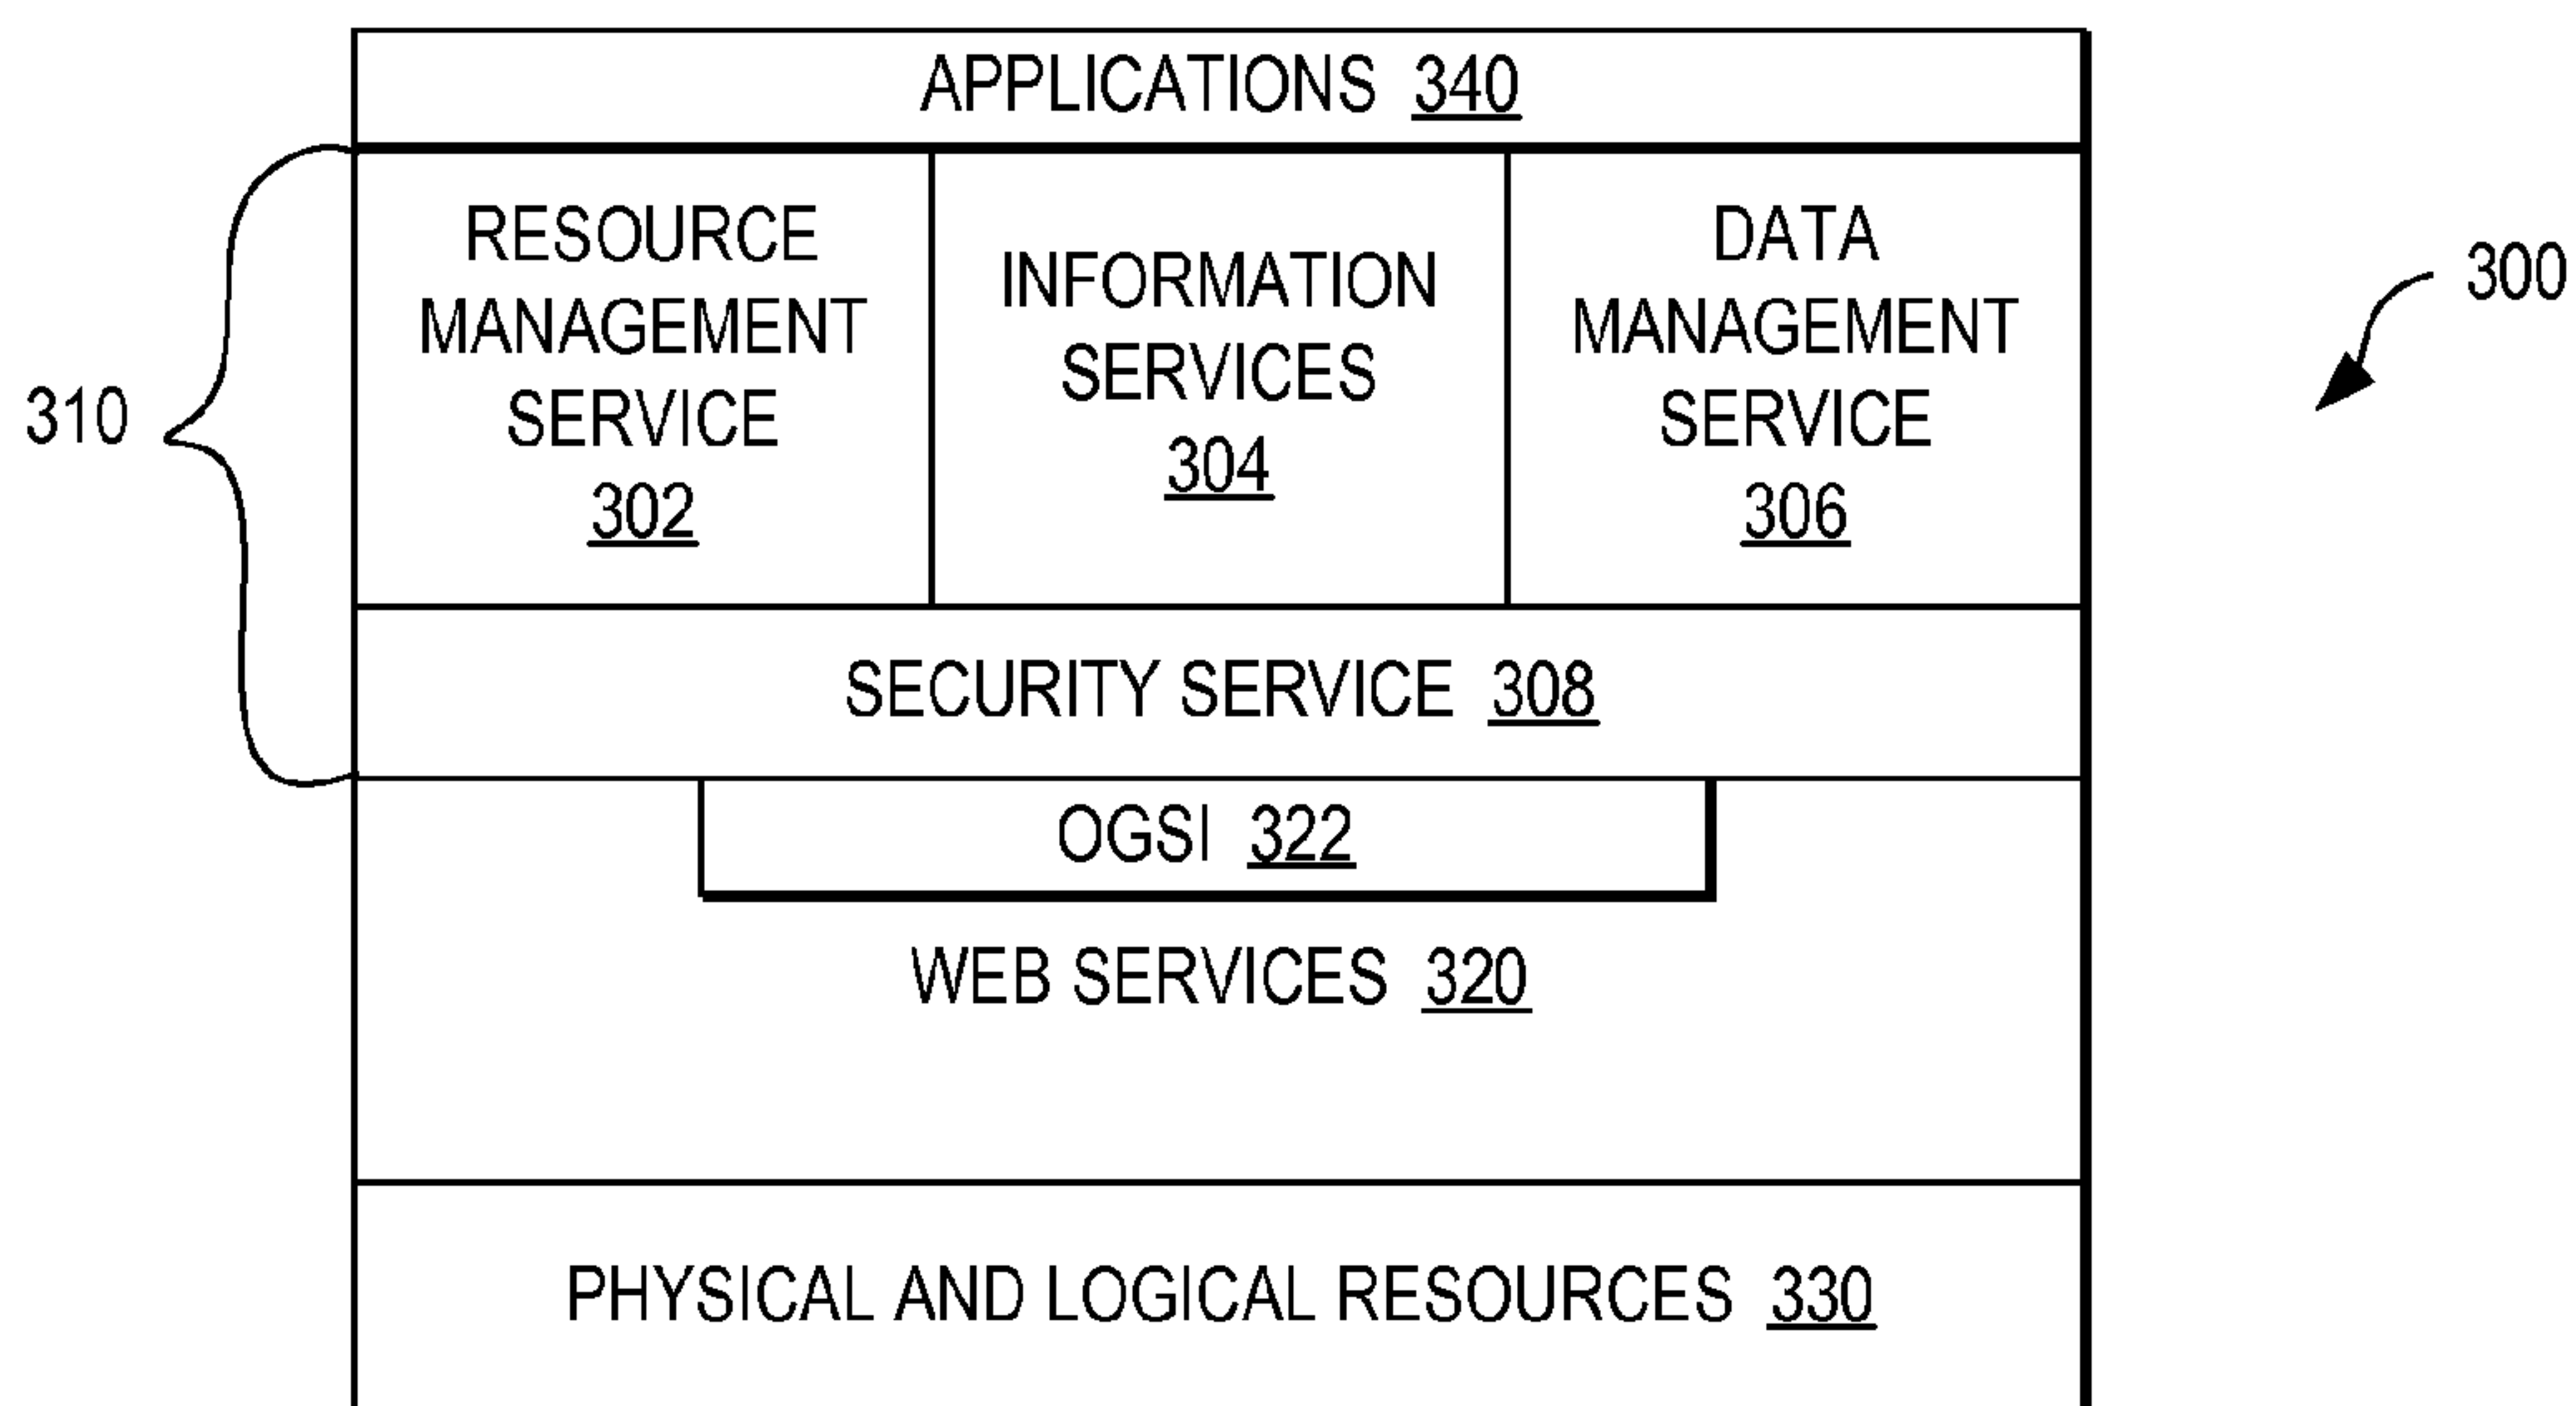 APPLICATIONS 340
RESOURCE
MANAGEMENT
SERVICE
302
INFORMATION
SERVICES
304
DATA
MANAGEMENT
SERVICE
306
300
310
SECURITY SERVICE 308
OGSI 322
WEB SERVICES 320
PHYSICAL AND LOGICAL RESOURCES 330